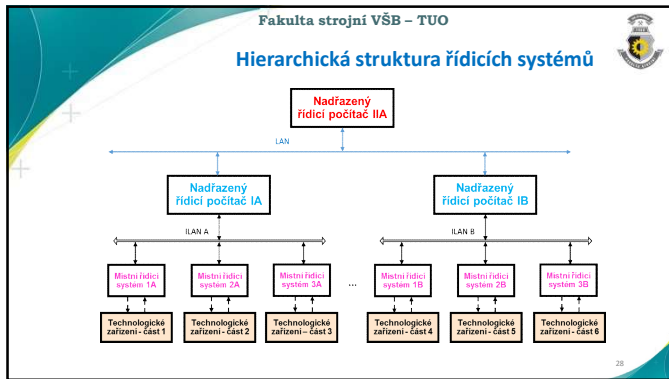 Fakulta strojní VŠB – TUO
Hierarchická struktura řídicích systémů
Nadřazený
řídicí počítač IIA
LAN
Nadřazený
řídicí počítač IA
Nadřazený
řídicí počítač IB
ILAN A
ILAN B
Místní řídicí
systém 1A
Místní řídicí
systém 2A
Místní řídicí
systém 3A
...
Místní řídicí
systém 1B
Místní řídicí
systém 2B
Místní řídicí
systém 3B
Technologické
zařízení - část 1
Technologické
zařízení - část 2
Technologické
zařízení – část 3
Technologické
zařízení - část 4
Technologické
zařízení - část 5
Technologické
zařízení - část 6
28